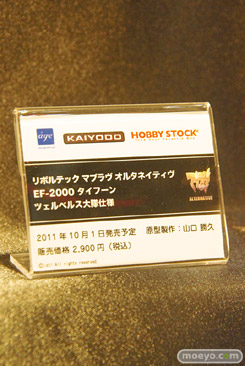 age
KAIYODO
HOBBY STOCK
リボルテック マブラヴ オルタネイティヴ
EF-2000 タイフーン
ツェルベルス大隊仕様
ALTERNATIVE
2011年10月1日発売予定 原型製作：山口 勝久
販売価格 2,900円（税込）
moeyo.com